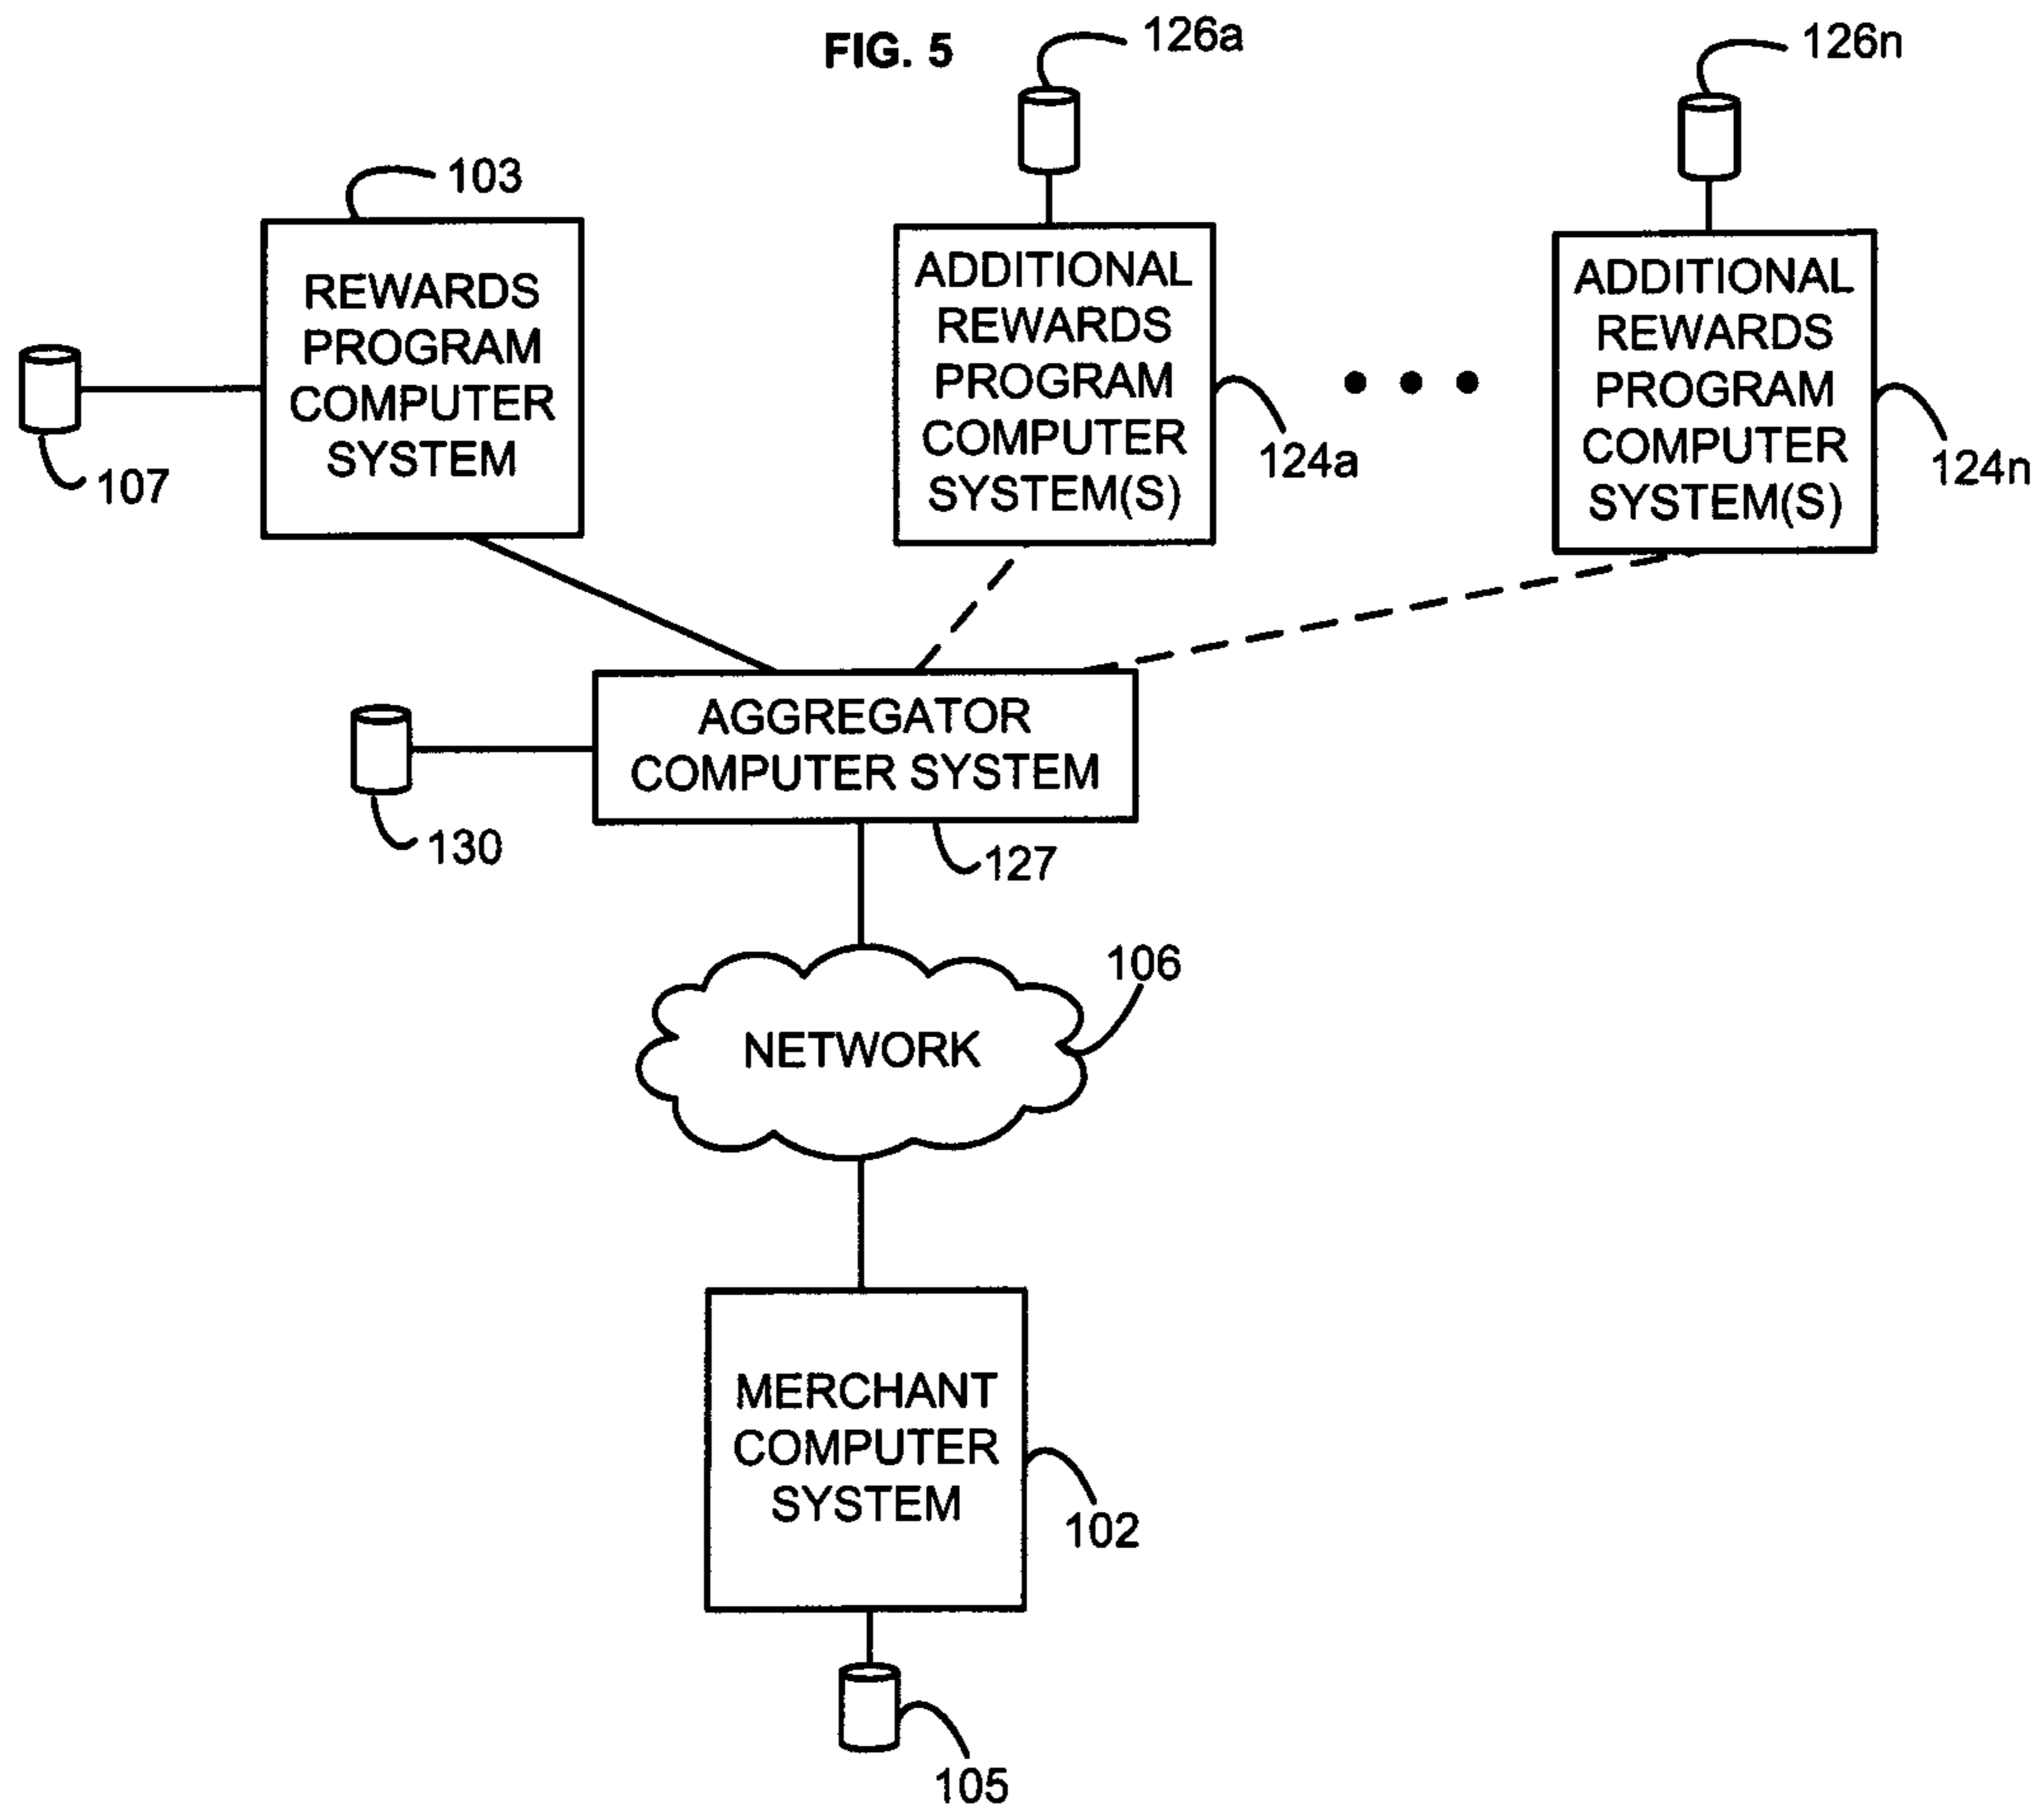 FIG. 5
126a
126n
103
REWARDS
PROGRAM
COMPUTER
SYSTEM
107
ADDITIONAL
REWARDS
PROGRAM
COMPUTER
SYSTEM(S)
124a
ADDITIONAL
REWARDS
PROGRAM
COMPUTER
SYSTEM(S)
124n
AGGREGATOR
COMPUTER SYSTEM
130
127
106
NETWORK
MERCHANT
COMPUTER
SYSTEM
102
105